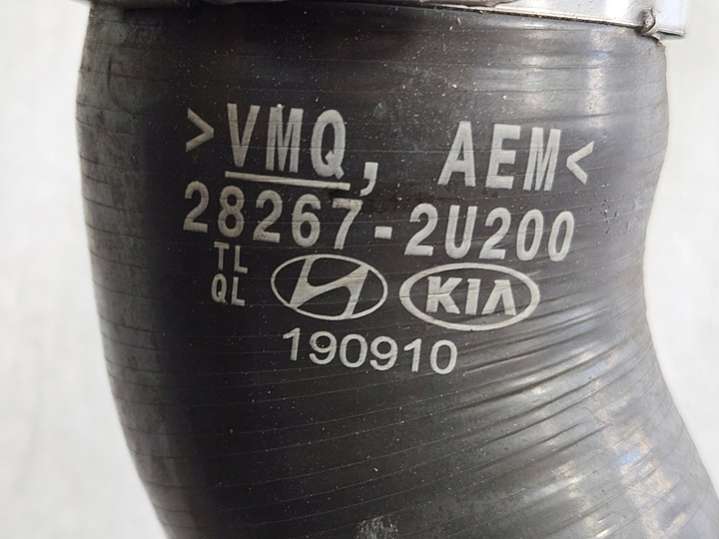 >VMQ, AEM<
28267-2U200
TL
QL
KIA
190910